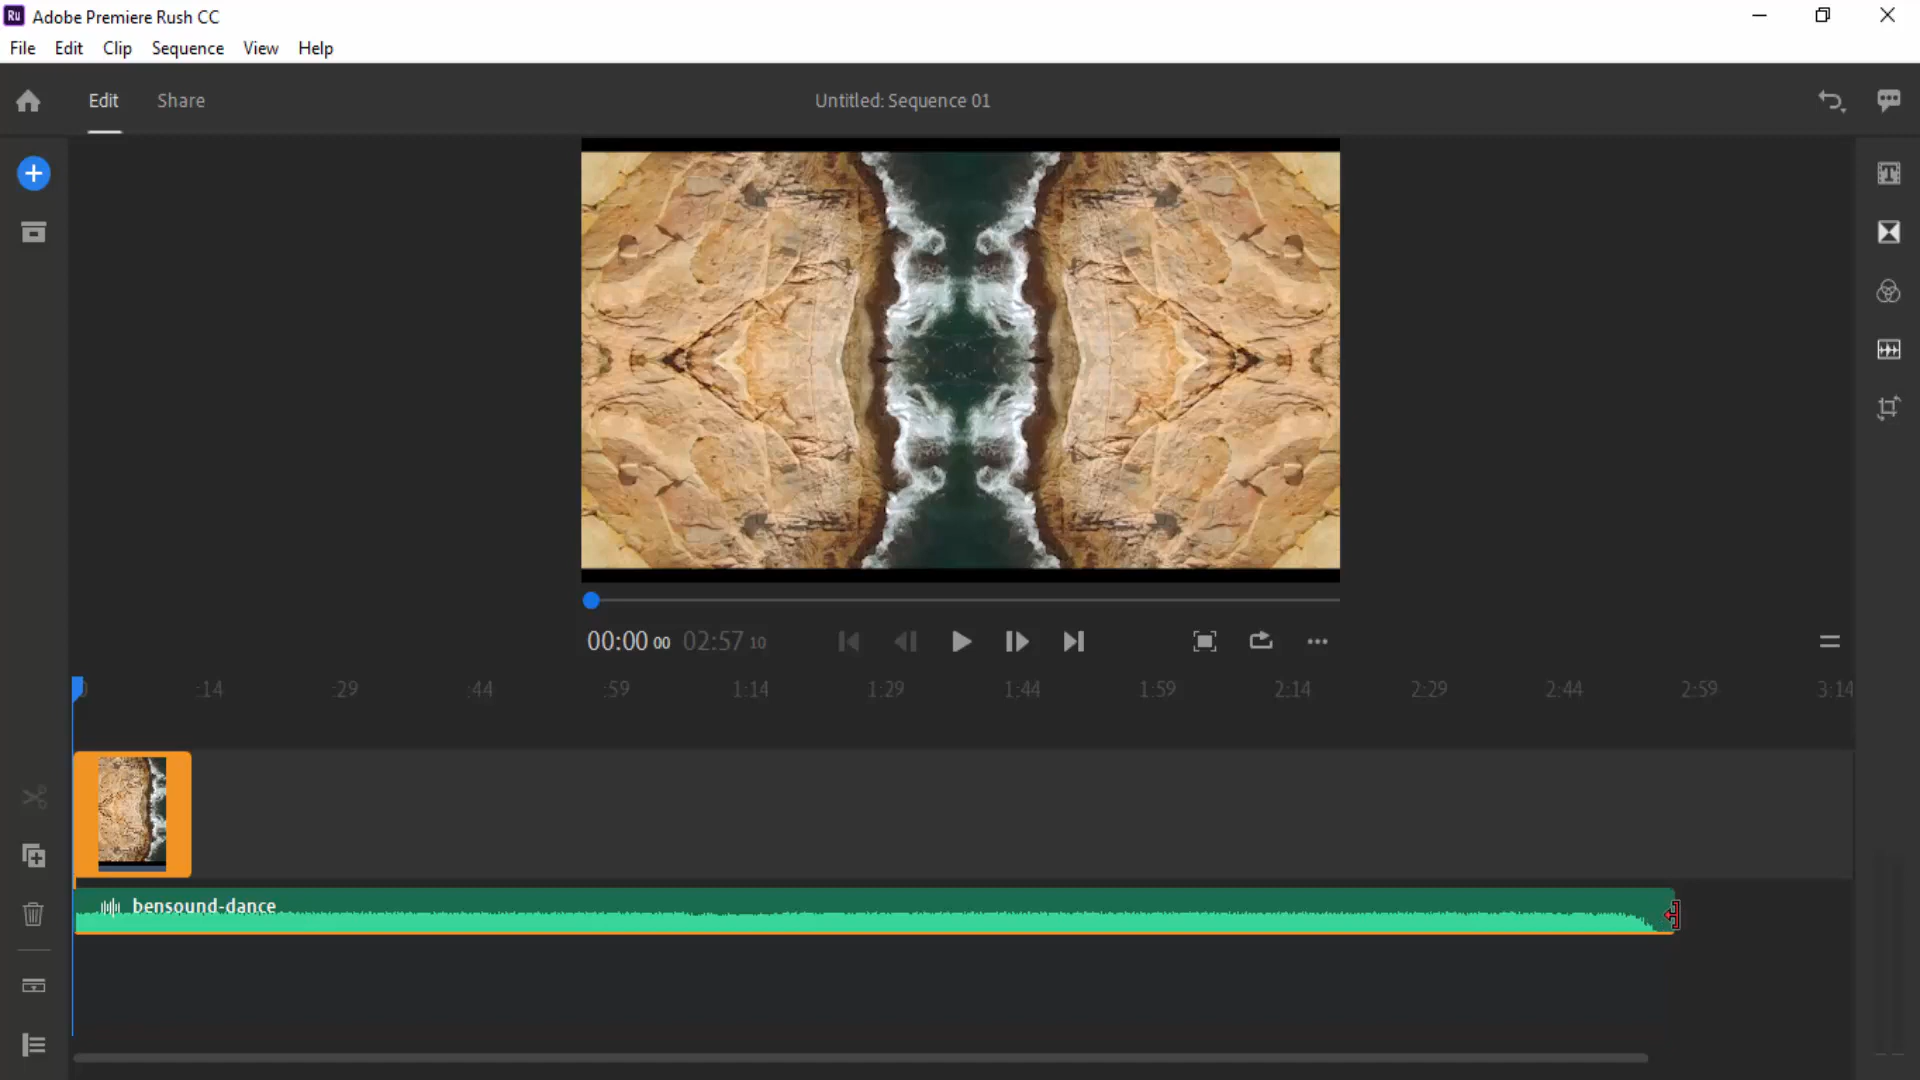 Ru Adobe Premiere Rush CC
File Edit Clip Sequence View Help
Edit Share Untitled: Sequence 01
00:00 00 02:57 10
:14 :29 :44 :59 1:14 1:29 1:44 1:59 2:14 2:29 2:44 2:59 3:14
bensound-dance